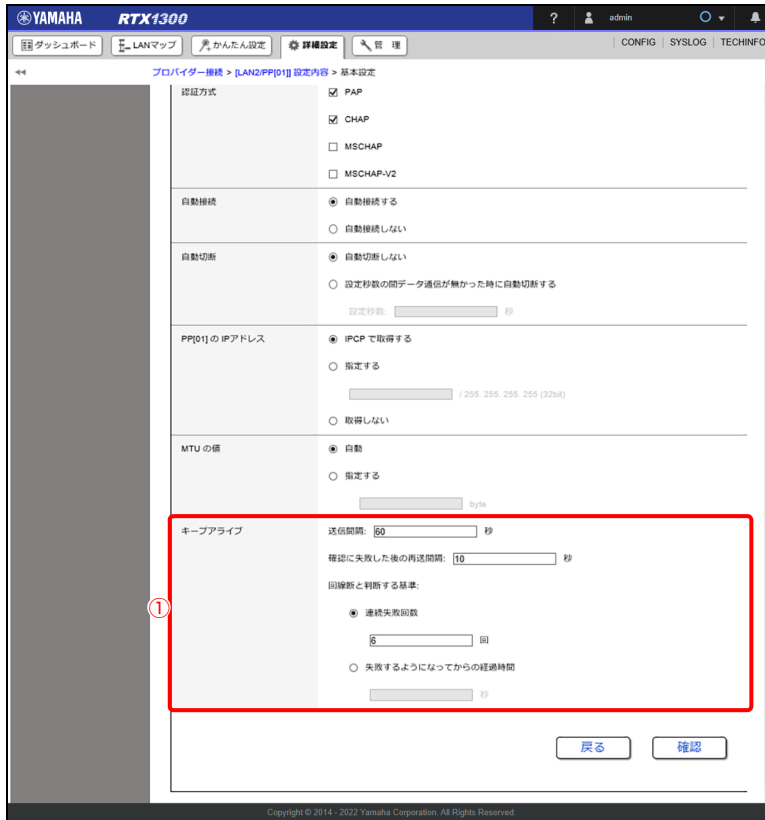 YAMAHA RTX1300 ? admin
ダッシュボード LANマップ かんたん設定 詳細設定 管 理 CONFIG SYSLOG TECHINFO
プロバイダー接続 > [LAN2/PP[01]] 設定内容 > 基本設定
認証方式 PAP
CHAP
MSCHAP
MSCHAP-V2
自動接続 自動接続する
自動接続しない
自動切断 自動切断しない
設定秒数の間データ通信が無かった時に自動切断する
設定秒数: 秒
PP[01] の IPアドレス IPCP で取得する
指定する
/ 255. 255. 255. 255 (32bit)
取得しない
MTU の値 自動
指定する
byte
キープアライブ 送信間隔: 60 秒
確認に失敗した後の再送間隔: 10 秒
回線断と判断する基準:
① 連続失敗回数
6 回
失敗するようになってからの経過時間
秒
戻る 確認
Copyright © 2014 - 2022 Yamaha Corporation. All Rights Reserved.